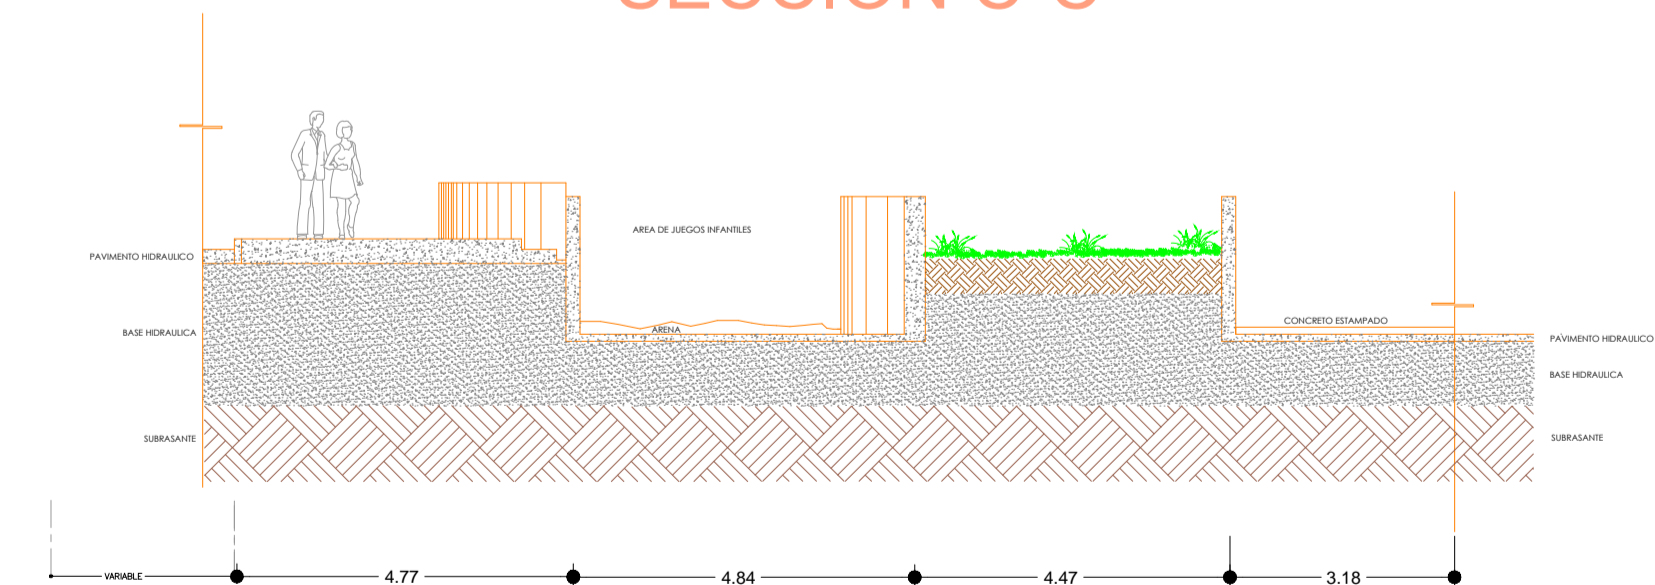 AREA DE JUEGOS INFANTILES
PAVIMENTO HIDRAULICO
CONCRETO ESTAMPADO
ARENA
BASE HIDRAULICA
PAVIMENTO HIDRAULICO
BASE HIDRAULICA
SUBRASANTE
SUBRASANTE
VARIABLE
4.77
4.84
4.47
3.18